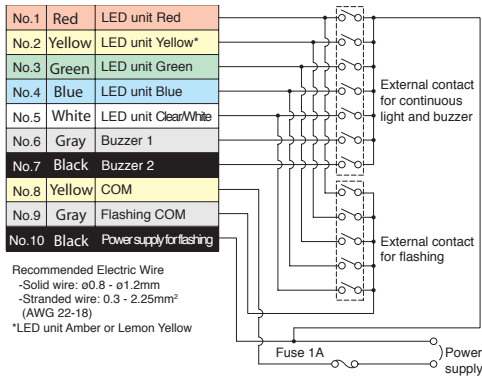 No.1 Red LED unit Red
No.2 Yellow LED unit Yellow*
No.3 Green LED unit Green
No.4 Blue LED unit Blue
No.5 White LED unit Clear/White
No.6 Gray Buzzer 1
No.7 Black Buzzer 2
No.8 Yellow COM
No.9 Gray Flashing COM
No.10 Black Power supply for flashing
External contact
for continuous
light and buzzer
External contact
for flashing
Recommended Electric Wire
-Solid wire: ø0.8 - ø1.2mm
-Stranded wire: 0.3 - 2.25mm²
(AWG 22-18)
*LED unit Amber or Lemon Yellow
Fuse 1A
Power
supply